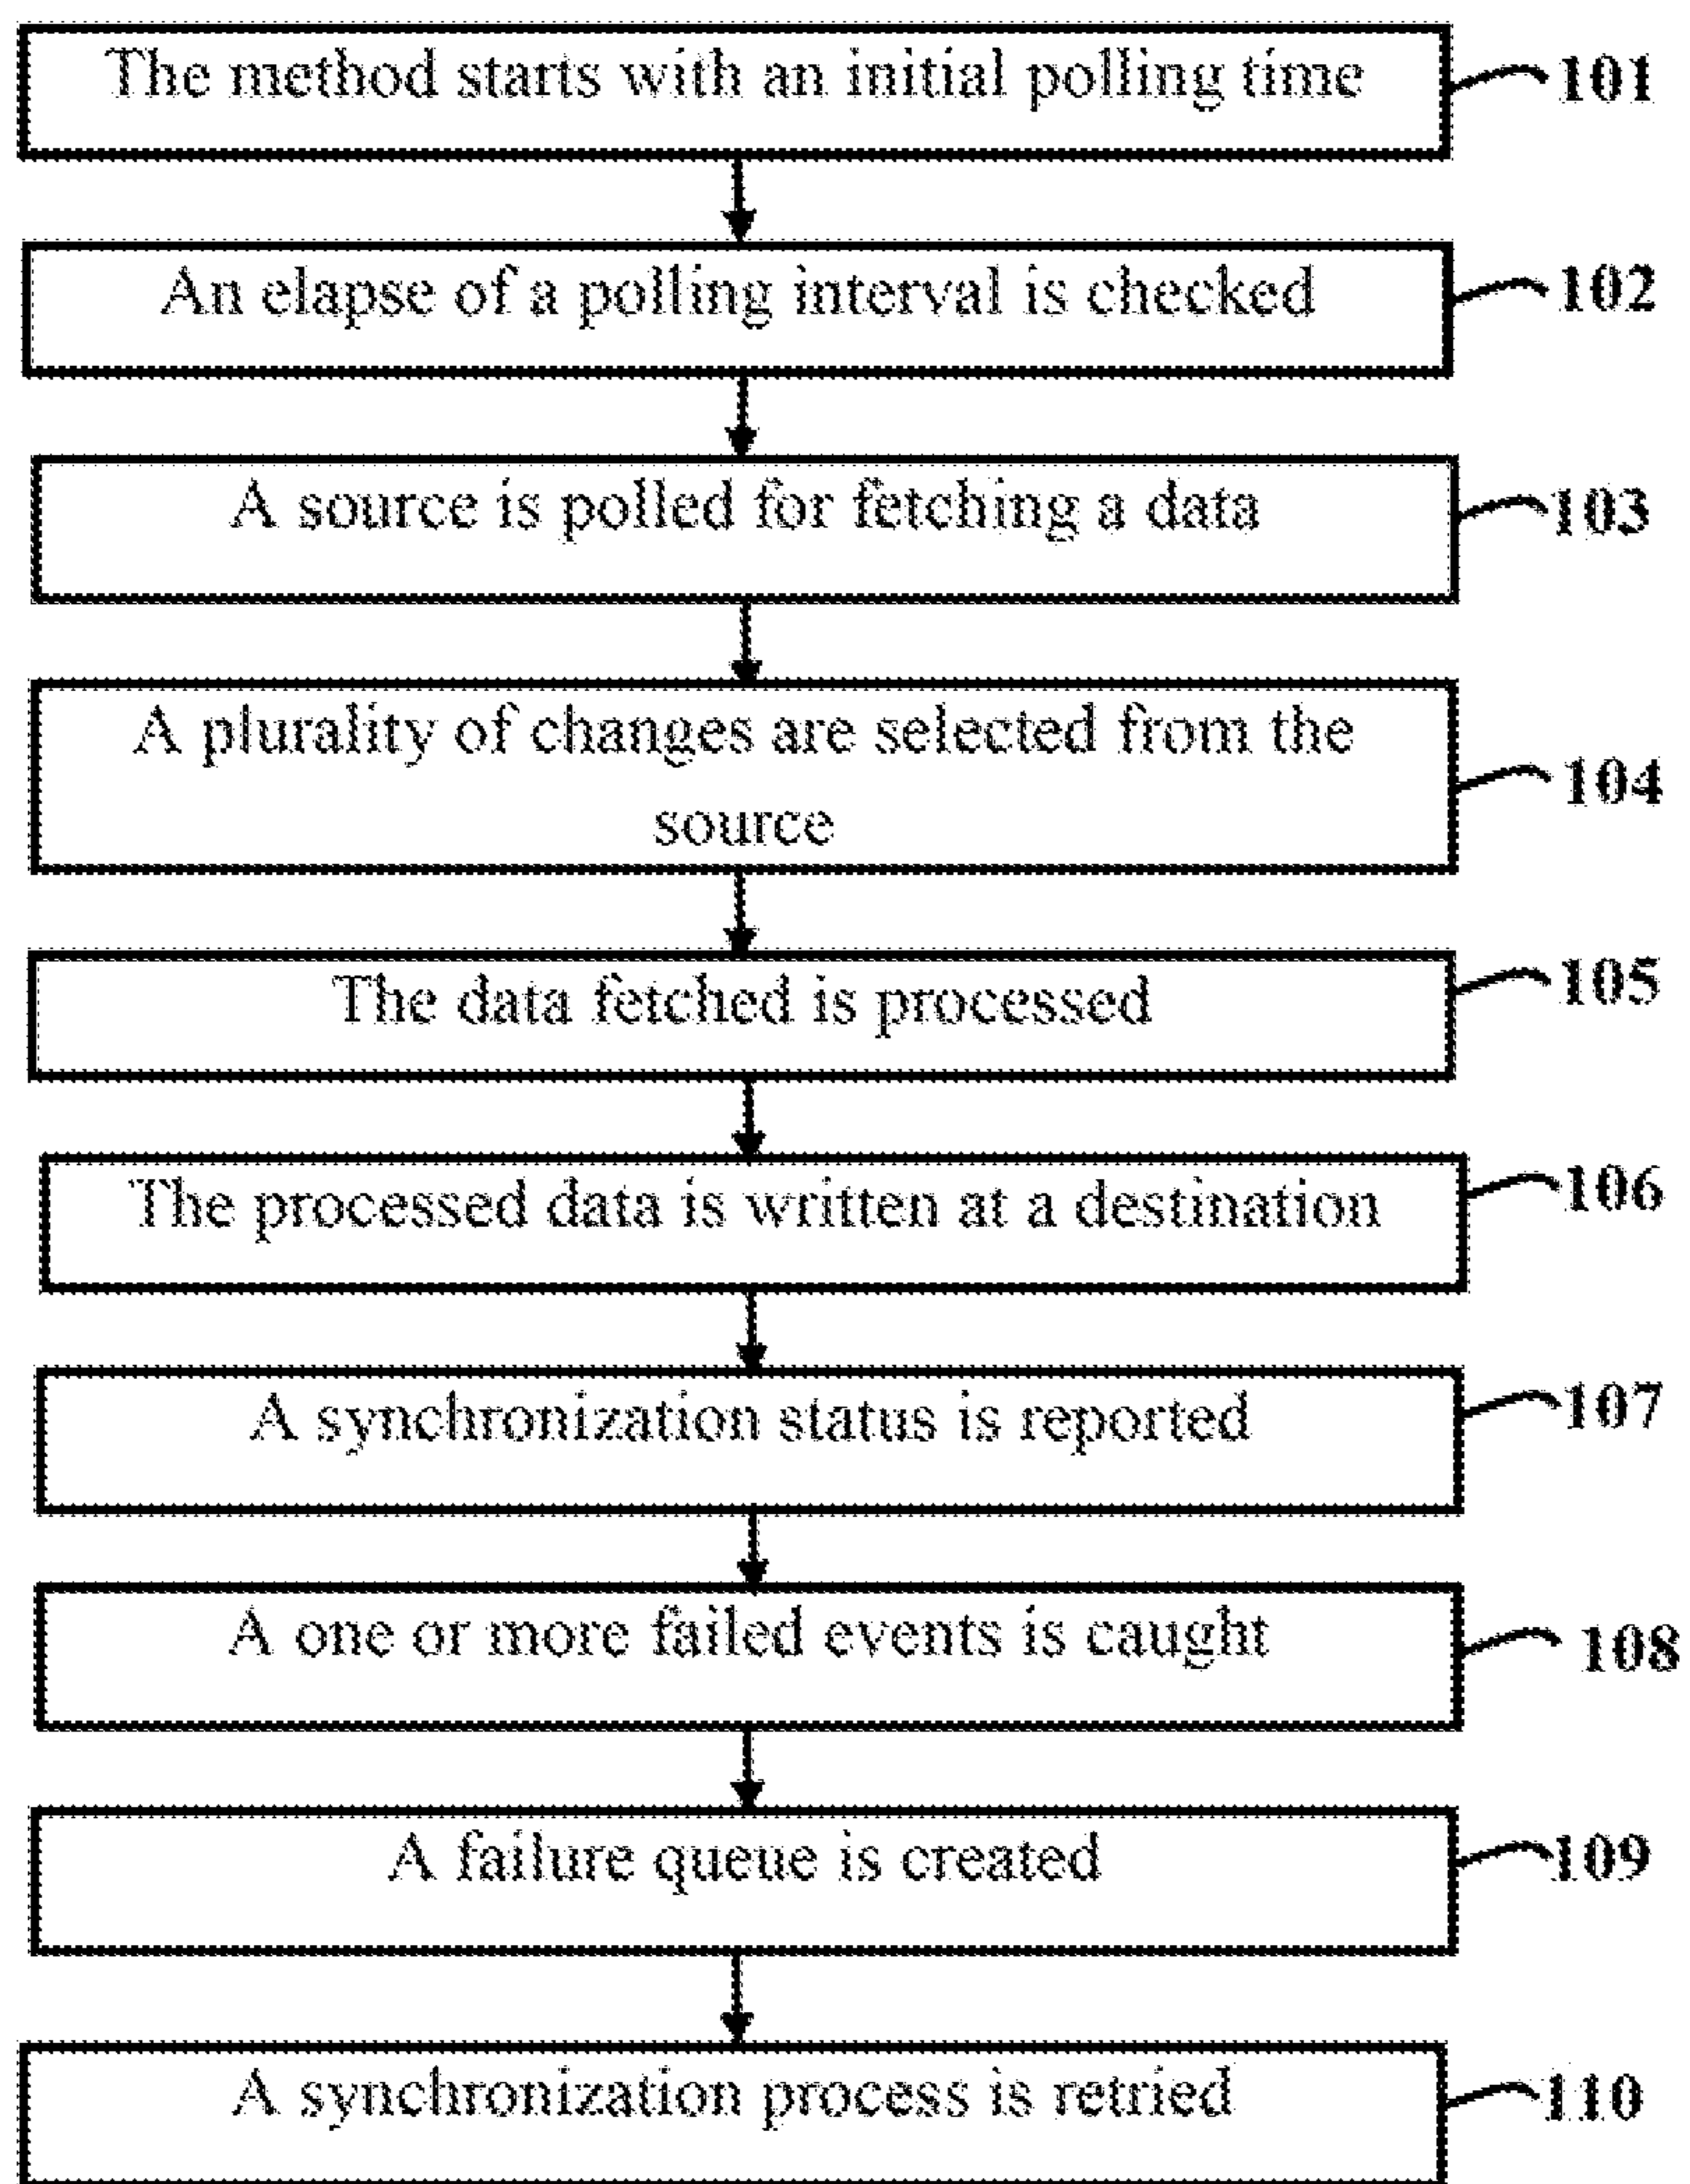 The method starts with an initial polling time
101
An elapse of a polling interval is checked
102
A source is polled for fetching a data
103
A plurality of changes are selected from the
source
104
The data fetched is processed
105
The processed data is written at a destination
106
A synchronization status is reported
107
A one or more failed events is caught
108
A failure queue is created
109
A synchronization process is retried
110